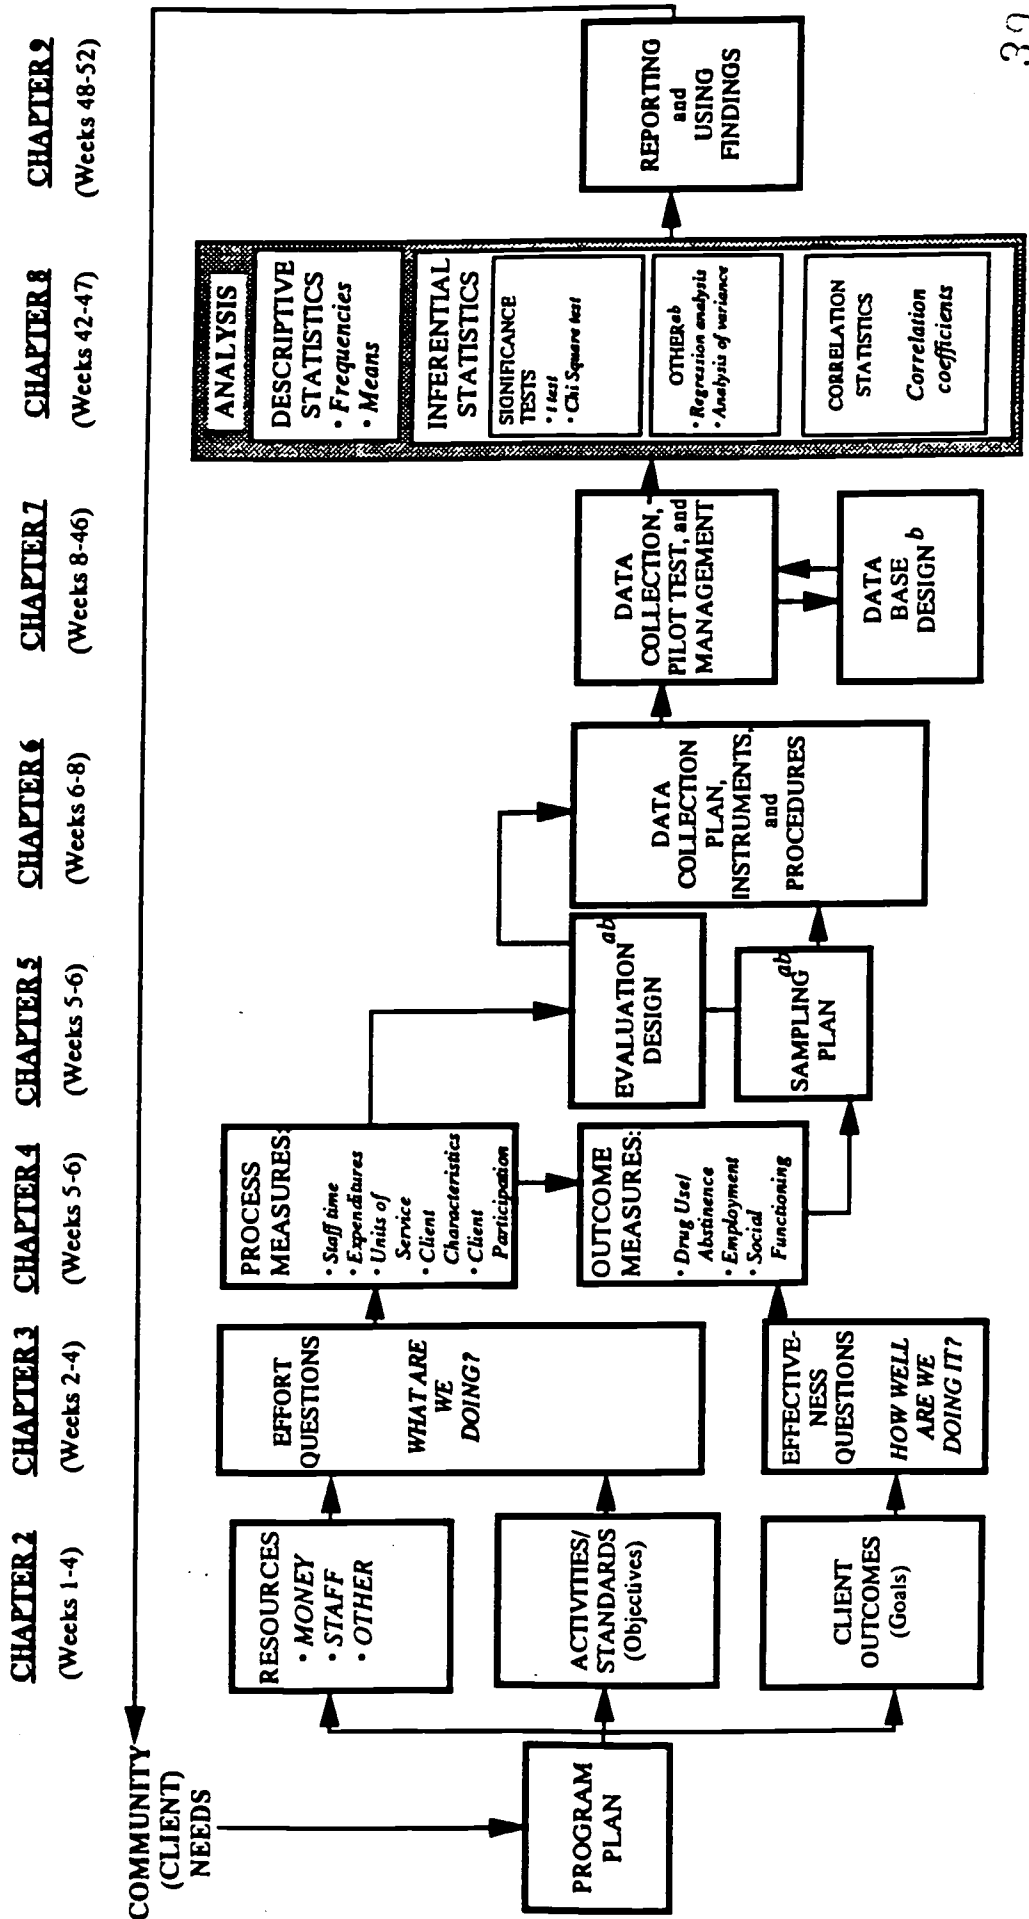 CHAPTER 2
(Weeks 1-4)
CHAPTER 3
(Weeks 2-4)
CHAPTER 4
(Weeks 5-6)
CHAPTER 5
(Weeks 5-6)
CHAPTER 6
(Weeks 6-8)
CHAPTER 7
(Weeks 8-46)
CHAPTER 8
(Weeks 42-47)
CHAPTER 9
(Weeks 48-52)
COMMUNITY
(CLIENT)
NEEDS
PROGRAM
PLAN
RESOURCES
• MONEY
• STAFF
• OTHER
ACTIVITIES/
STANDARDS
(Objectives)
CLIENT
OUTCOMES
(Goals)
EFFORT
QUESTIONS
WHAT ARE
WE
DOING?
EFFECTIVE-
NESS
QUESTIONS
HOW WELL
ARE WE
DOING IT?
PROCESS
MEASURES:
• Staff time
• Expenditures
• Units of
Service
• Client
Characteristics
• Client
Participation
OUTCOME
MEASURES:
• Drug Use/
Abstinence
• Employment
• Social
Functioning
EVALUATION ab
DESIGN
SAMPLING ab
PLAN
DATA
COLLECTION
PLAN,
INSTRUMENTS,
and
PROCEDURES
DATA
COLLECTION,
PILOT TEST, and
MANAGEMENT
DATA
BASE
DESIGN b
ANALYSIS
DESCRIPTIVE
STATISTICS
• Frequencies
• Means
INFERENTIAL
STATISTICS
SIGNIFICANCE
TESTS
• t test
• Chi Square test
OTHER ab
• Regression analysis
• Analysis of variance
CORRELATION
STATISTICS
Correlation
coefficients
REPORTING
and
USING
FINDINGS